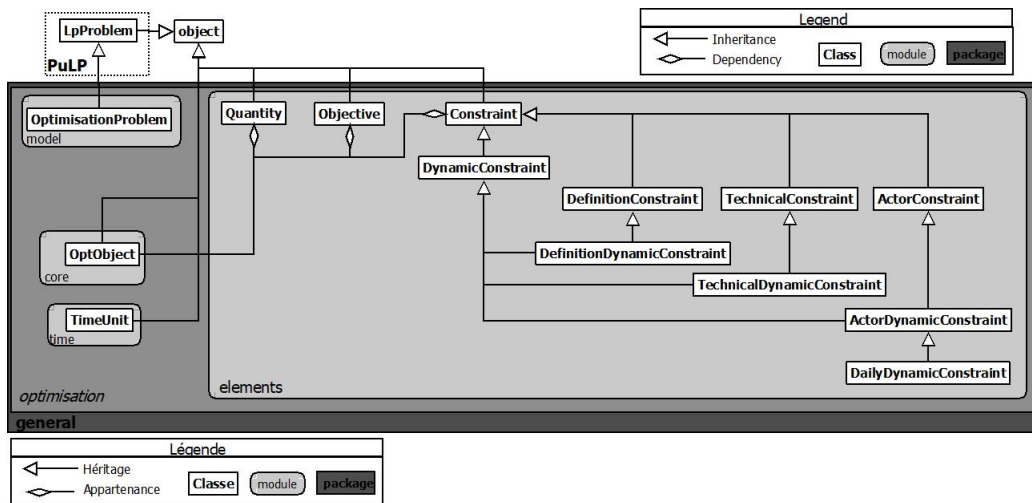 LpProblem
object
PuLP
Legend
Inheritance
Dependency
Class
module
package
OptimisationProblem
model
Quantity
Objective
Constraint
DynamicConstraint
DefinitionConstraint
TechnicalConstraint
ActorConstraint
OptObject
core
DefinitionDynamicConstraint
TechnicalDynamicConstraint
TimeUnit
time
ActorDynamicConstraint
DailyDynamicConstraint
elements
optimisation
general
Légende
Héritage
Appartenance
Classe
module
package